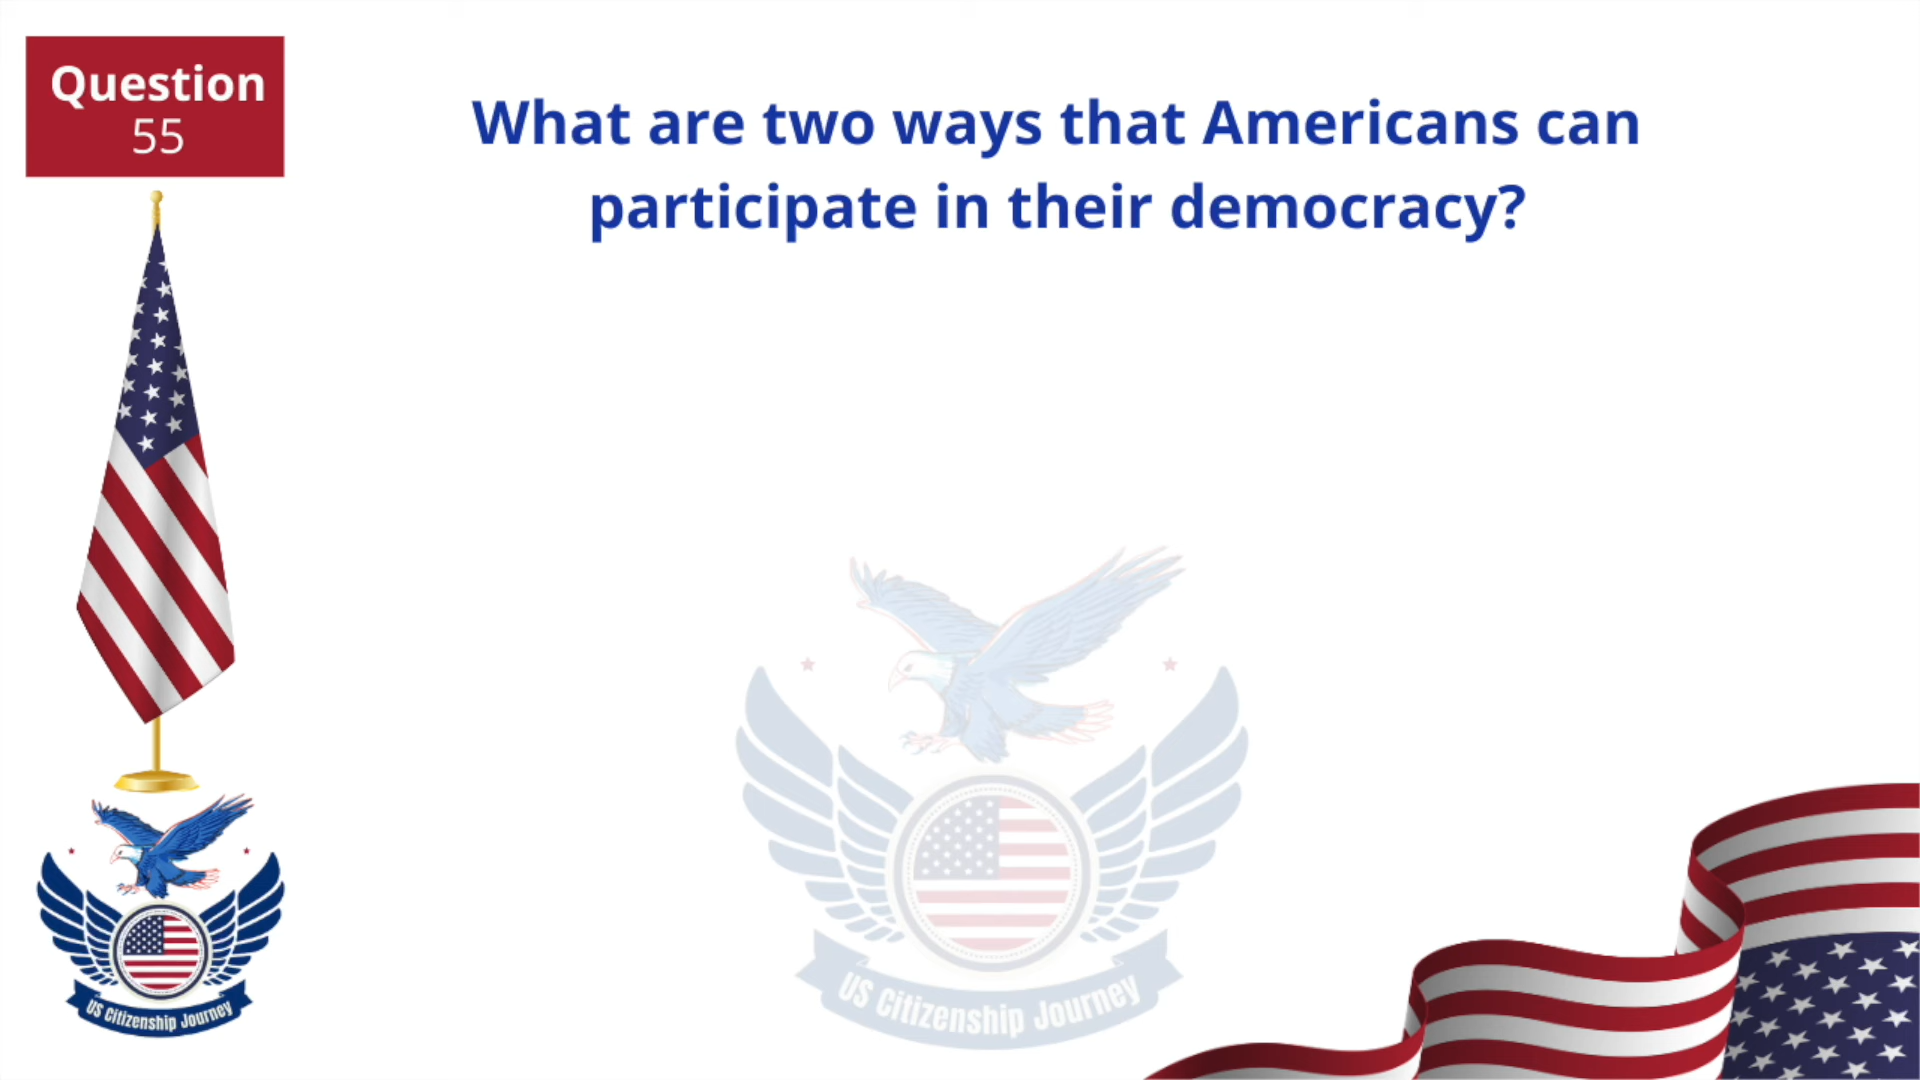 Question
55
What are two ways that Americans can
participate in their democracy?
US Citizenship Journey
US Citizenship Journey